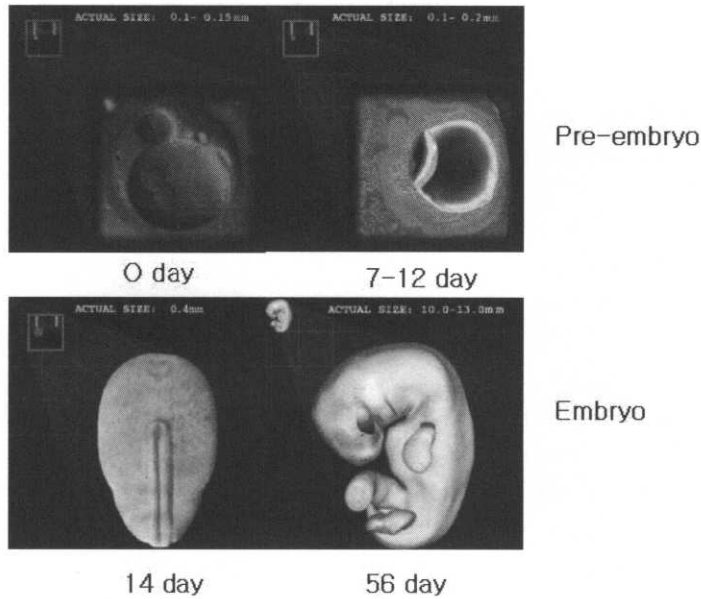 ACTUAL SIZE: 0.1- 0.15mm
ACTUAL SIZE: 0.1- 0.2mm
Pre-embryo
O day
7-12 day
ACTUAL SIZE: 0.4mm
ACTUAL SIZE: 10.0-13.0mm
Embryo
14 day
56 day